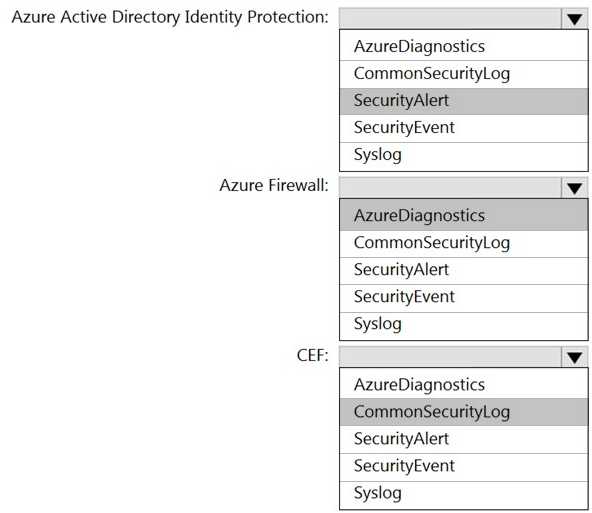 Azure Active Directory Identity Protection:
AzureDiagnostics
CommonSecurityLog
SecurityAlert
SecurityEvent
Syslog
Azure Firewall:
AzureDiagnostics
CommonSecurityLog
SecurityAlert
SecurityEvent
Syslog
CEF:
AzureDiagnostics
CommonSecurityLog
SecurityAlert
SecurityEvent
Syslog